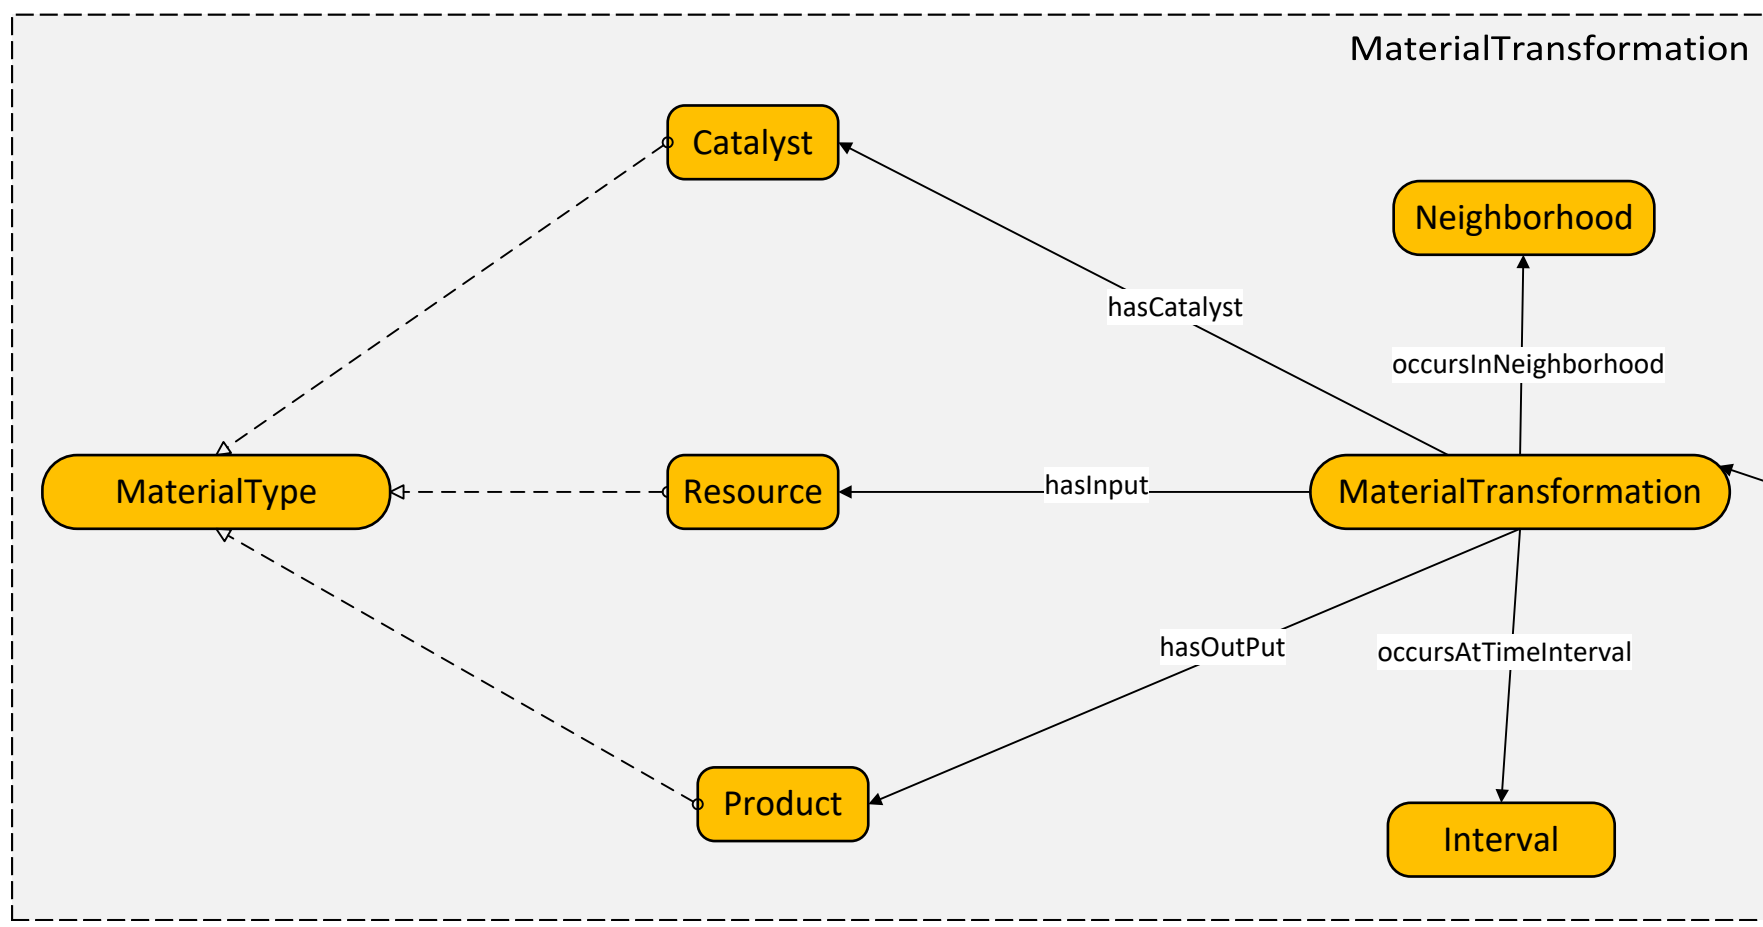 MaterialTransformation
Catalyst
Neighborhood
hasCatalyst
occursInNeighborhood
MaterialType
Resource
hasInput
MaterialTransformation
hasOutPut
occursAtTimeInterval
Product
Interval